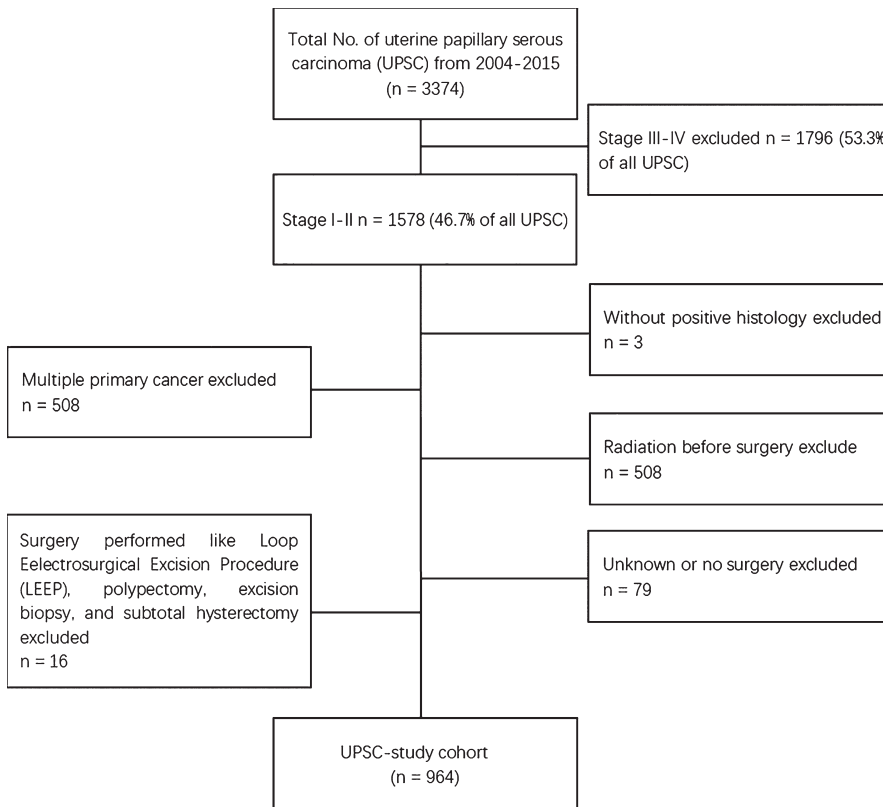 Total No. of uterine papillary serous
carcinoma (UPSC) from 2004-2015
(n = 3374)
Stage III-IV excluded n = 1796 (53.3%
of all UPSC)
Stage I-II n = 1578 (46.7% of all UPSC)
Without positive histology excluded
n = 3
Multiple primary cancer excluded
n = 508
Radiation before surgery exclude
n = 508
Surgery performed like Loop
Eelectrosurgical Excision Procedure
(LEEP), polypectomy, excision
biopsy, and subtotal hysterectomy
excluded
n = 16
Unknown or no surgery excluded
n = 79
UPSC-study cohort
(n = 964)